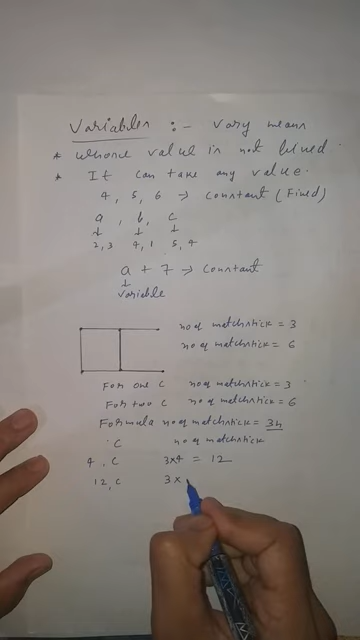 Variables :- vary means
* whose value is not fixed.
* It can take any value.
4, 5, 6 → constant (Fixed)
a, b, c
↓ ↓ ↓
2,3 4,1 5,4
a + 7 → constant
↓
variable
no of matchstick = 3
no of matchstick = 6
For one C no of matchstick = 3
For two C no of matchstick = 6
Formula no of matchstick = 3n
C no of matchstick
4, C 3×4 = 12
12, C 3×